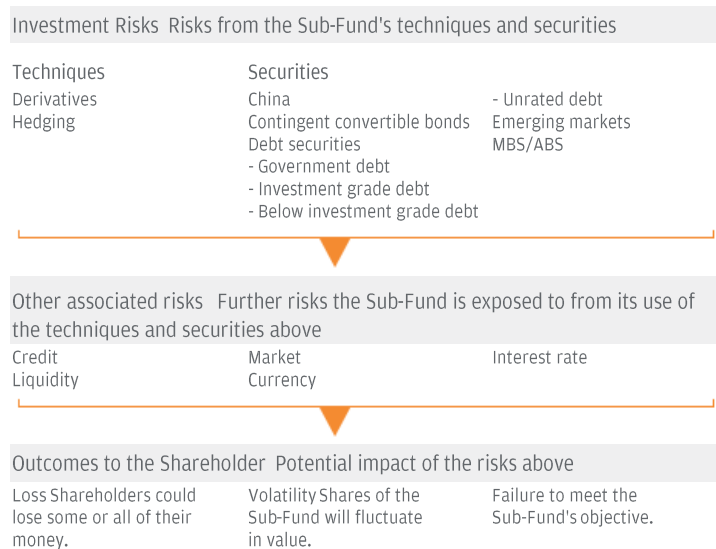 Investment Risks Risks from the Sub-Fund's techniques and securities
Techniques
Derivatives
Hedging
Securities
China
Contingent convertible bonds
Debt securities
- Government debt
- Investment grade debt
- Below investment grade debt
- Unrated debt
Emerging markets
MBS/ABS
Other associated risks Further risks the Sub-Fund is exposed to from its use of
the techniques and securities above
Credit
Liquidity
Market
Currency
Interest rate
Outcomes to the Shareholder Potential impact of the risks above
Loss Shareholders could
lose some or all of their
money.
Volatility Shares of the
Sub-Fund will fluctuate
in value.
Failure to meet the
Sub-Fund's objective.